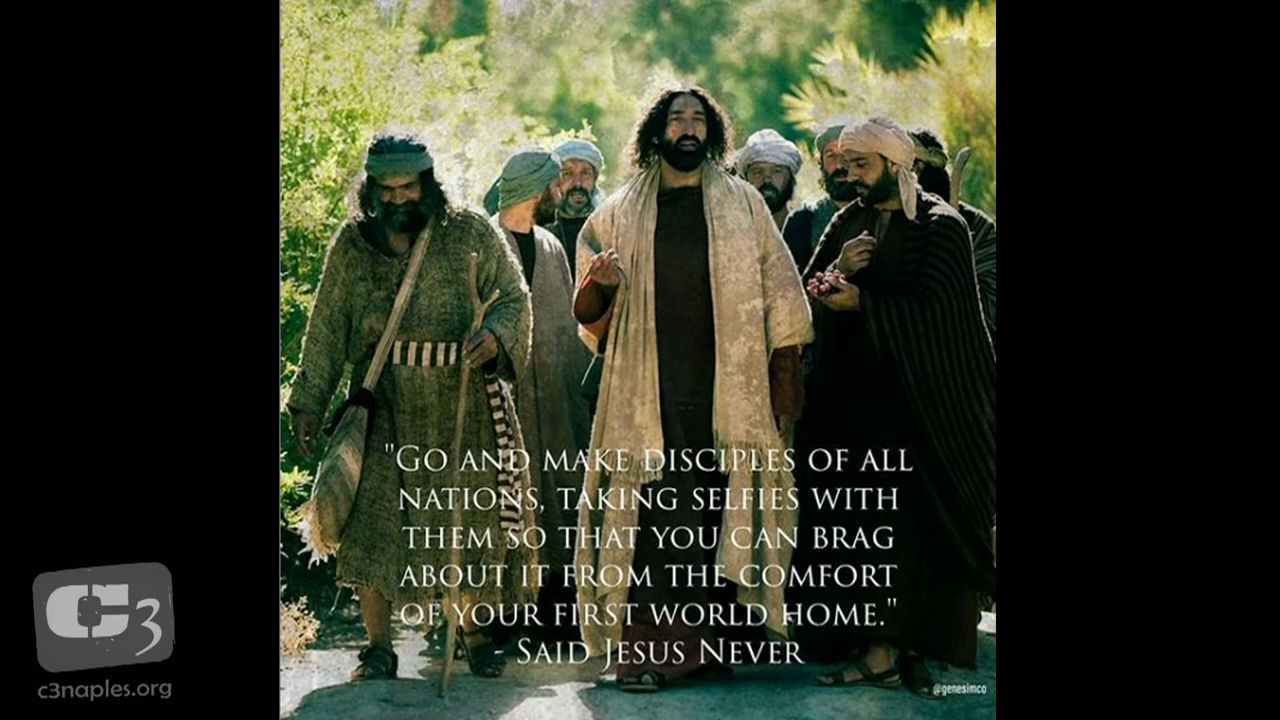 "Go and make disciples of all
nations, taking selfies with
them so that you can brag
about it from the comfort
of your first world home."
- Said Jesus Never
@genesimco
C3
c3naples.org